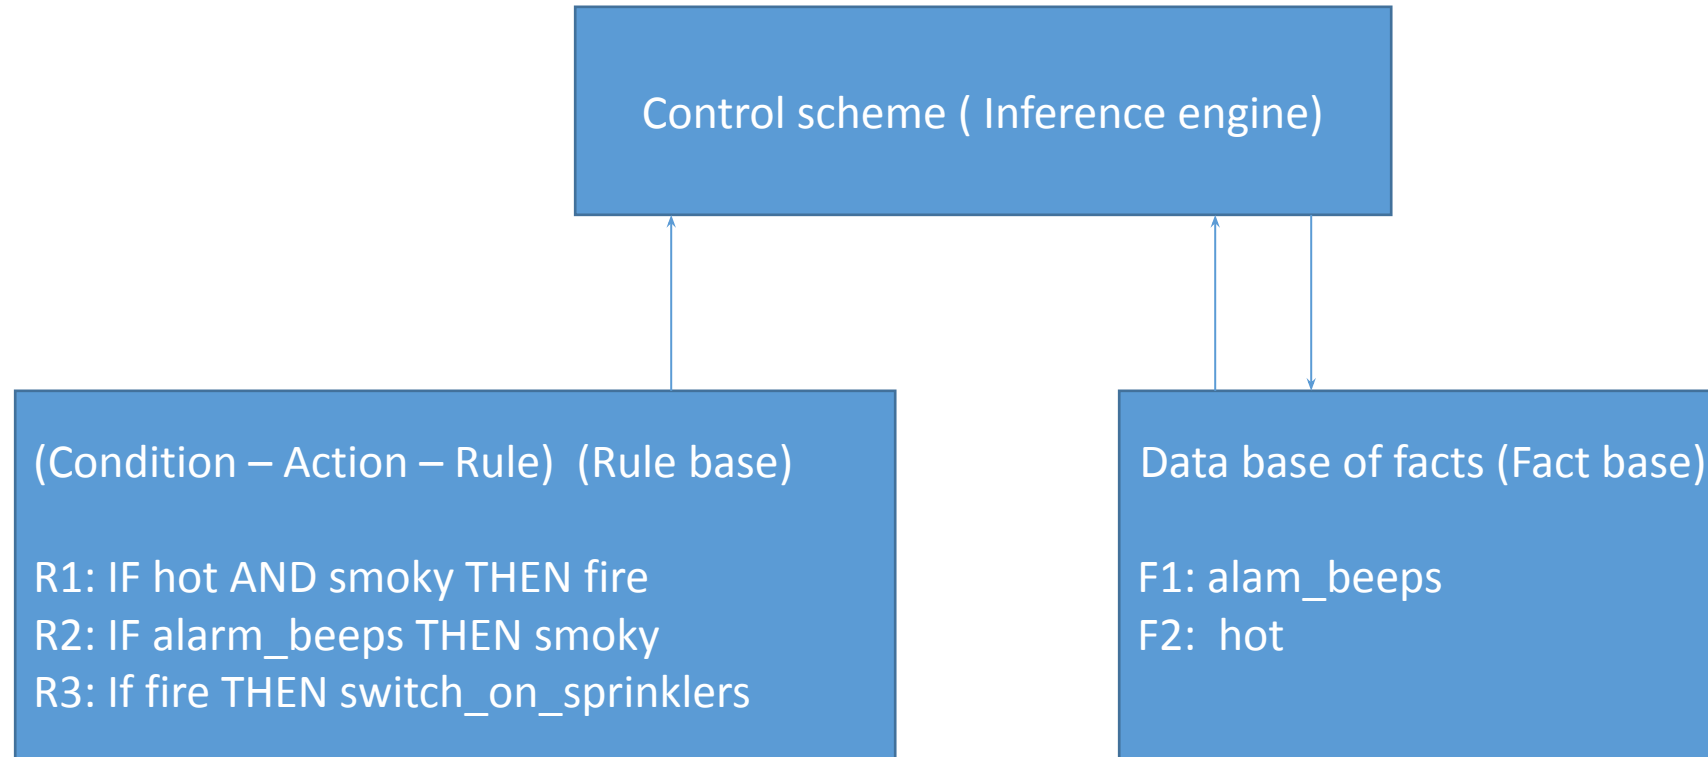 Control scheme ( Inference engine)
(Condition – Action – Rule)  (Rule base)
R1: IF hot AND smoky THEN fire
R2: IF alarm_beeps THEN smoky
R3: If fire THEN switch_on_sprinklers
Data base of facts (Fact base)
F1: alam_beeps
F2:  hot